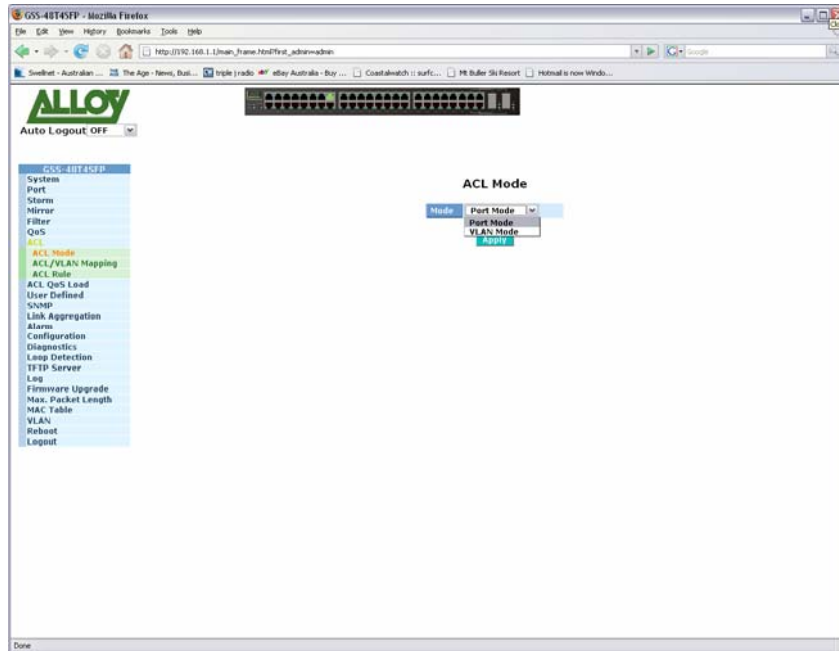 GSS-48T4SFP - Mozilla Firefox
File Edit View History Bookmarks Tools Help
http://192.168.1.1/main_frame.html?first_admin=admin
Google
Swellnet - Australian ... The Age - News, Busi... triple j radio eBay Australia - Buy ... Coastalwatch :: surfc... Mt Buller Ski Resort Hotmail is now Windo...
ALLOY
Auto Logout OFF
GSS-48T4SFP
System
Port
Storm
Mirror
Filter
QoS
ACL
ACL Mode
ACL/VLAN Mapping
ACL Rule
ACL QoS Load
User Defined
SNMP
Link Aggregation
Alarm
Configuration
Diagnostics
Loop Detection
TFTP Server
Log
Firmware Upgrade
Max. Packet Length
MAC Table
VLAN
Reboot
Logout
ACL Mode
Mode Port Mode
Port Mode
VLAN Mode
Apply
Done